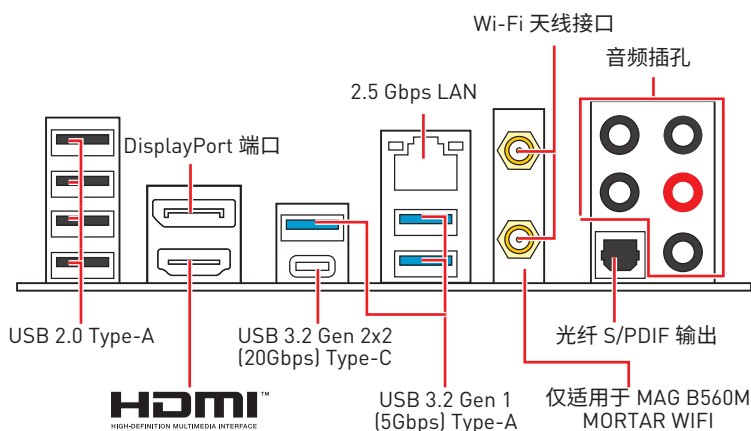 Wi-Fi 天线接口
音频插孔
2.5 Gbps LAN
DisplayPort 端口
USB 2.0 Type-A
USB 3.2 Gen 2x2
(20Gbps) Type-C
光纤 S/PDIF 输出
HDMI™
HIGH-DEFINITION MULTIMEDIA INTERFACE
USB 3.2 Gen 1
(5Gbps) Type-A
仅适用于 MAG B560M
MORTAR WIFI